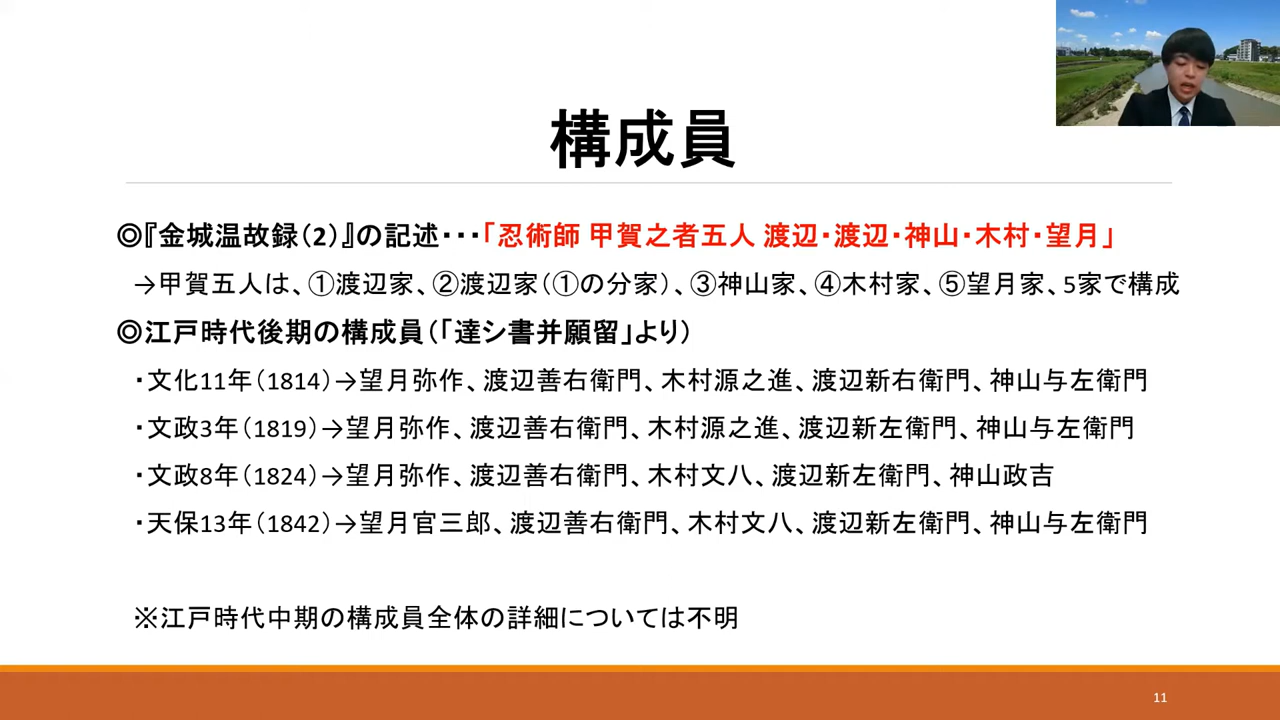 構成員
◎『金城温故録(2)』の記述・・・「忍術師 甲賀之者五人 渡辺・渡辺・神山・木村・望月」
→甲賀五人は、①渡辺家、②渡辺家(①の分家)、③神山家、④木村家、⑤望月家、5家で構成
◎江戸時代後期の構成員(「達シ書并願留」より)
・文化11年(1814)→望月弥作、渡辺善右衛門、木村源之進、渡辺新右衛門、神山与左衛門
・文政3年(1819)→望月弥作、渡辺善右衛門、木村源之進、渡辺新左衛門、神山与左衛門
・文政8年(1824)→望月弥作、渡辺善右衛門、木村文八、渡辺新左衛門、神山政吉
・天保13年(1842)→望月官三郎、渡辺善右衛門、木村文八、渡辺新左衛門、神山与左衛門
※江戸時代中期の構成員全体の詳細については不明
11